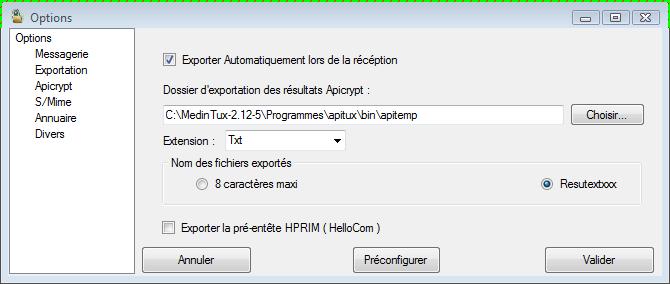 Options
Options
Messagerie
Exportation
Apicrypt
S/Mime
Annuaire
Divers
Exporter Automatiquement lors de la récéption
Dossier d'exportation des résultats Apicrypt :
C:\MedinTux-2.12-5\Programmes\apitux\bin\apitemp
Choisir...
Extension : Txt
Nom des fichiers exportés
8 caractères maxi
Resutextxxx
Exporter la pré-entête HPRIM ( HelloCom )
Annuler
Préconfigurer
Valider